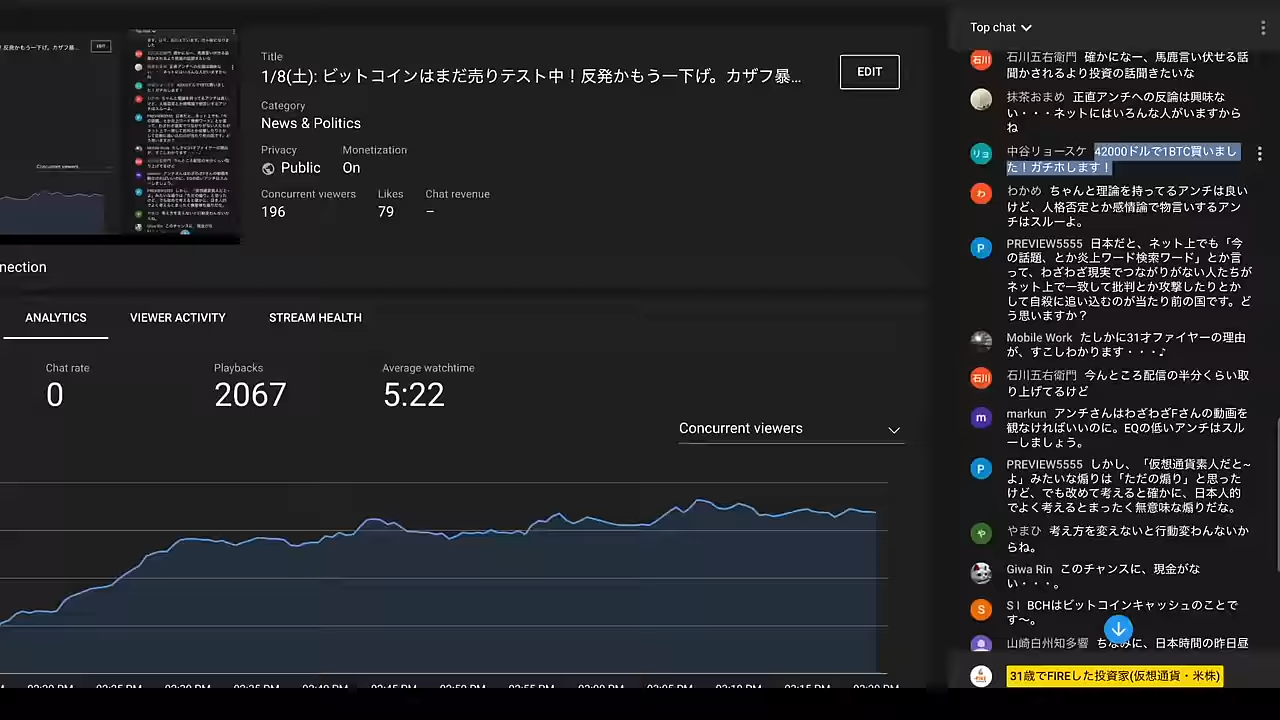 Title
1/8(土): ビットコインはまだ売りテスト中！反発かもう一下げ。カザフ暴...
EDIT
Category
News & Politics
Privacy
Monetization
Public
On
Concurrent viewers
Likes
Chat revenue
196
79
–
nection
ANALYTICS
VIEWER ACTIVITY
STREAM HEALTH
Chat rate
Playbacks
Average watchtime
0
2067
5:22
Concurrent viewers
Top chat
石川五右衛門 確かになー、馬鹿言い伏せる話
聞かされるより投資の話聞きたいな
抹茶おまめ 正直アンチへの反論は興味な
い・・・ネットにはいろんな人がいますから
ね
中谷リョースケ 42000ドルで1BTC買いまし
た！ガチホします！
わかめ ちゃんと理論を持ってるアンチは良い
けど、人格否定とか感情論で物言いするアン
チはスルーよ。
PREVIEW5555 日本だと、ネット上でも「今
の話題、とか炎上ワード検索ワード」とか言
って、わざわざ現実でつながりがない人たちが
ネット上で一致して批判とか攻撃したりとか
して自殺に追い込むのが当たり前の国です。ど
う思いますか？
Mobile Work たしかに31才ファイヤーの理由
が、すこしわかります・・・♪
石川五右衛門 今んところ配信の半分くらい取
り上げてるけど
markun アンチさんはわざわざFさんの動画を
観なければいいのに。EQの低いアンチはスル
ーしましょう。
PREVIEW5555 しかし、「仮想通貨素人だと~
よ」みたいな煽りは「ただの煽り」と思った
けど、でも改めて考えると確かに、日本人的
でよく考えるとまったく無意味な煽りだな。
やまひ 考え方を変えないと行動変わんないか
らね。
Giwa Rin このチャンスに、現金がな
い・・・。
S I BCHはビットコインキャッシュのことで
す〜。
山崎白州知多響 ちなみに、日本時間の昨日昼
31歳でFIREした投資家(仮想通貨・米株)